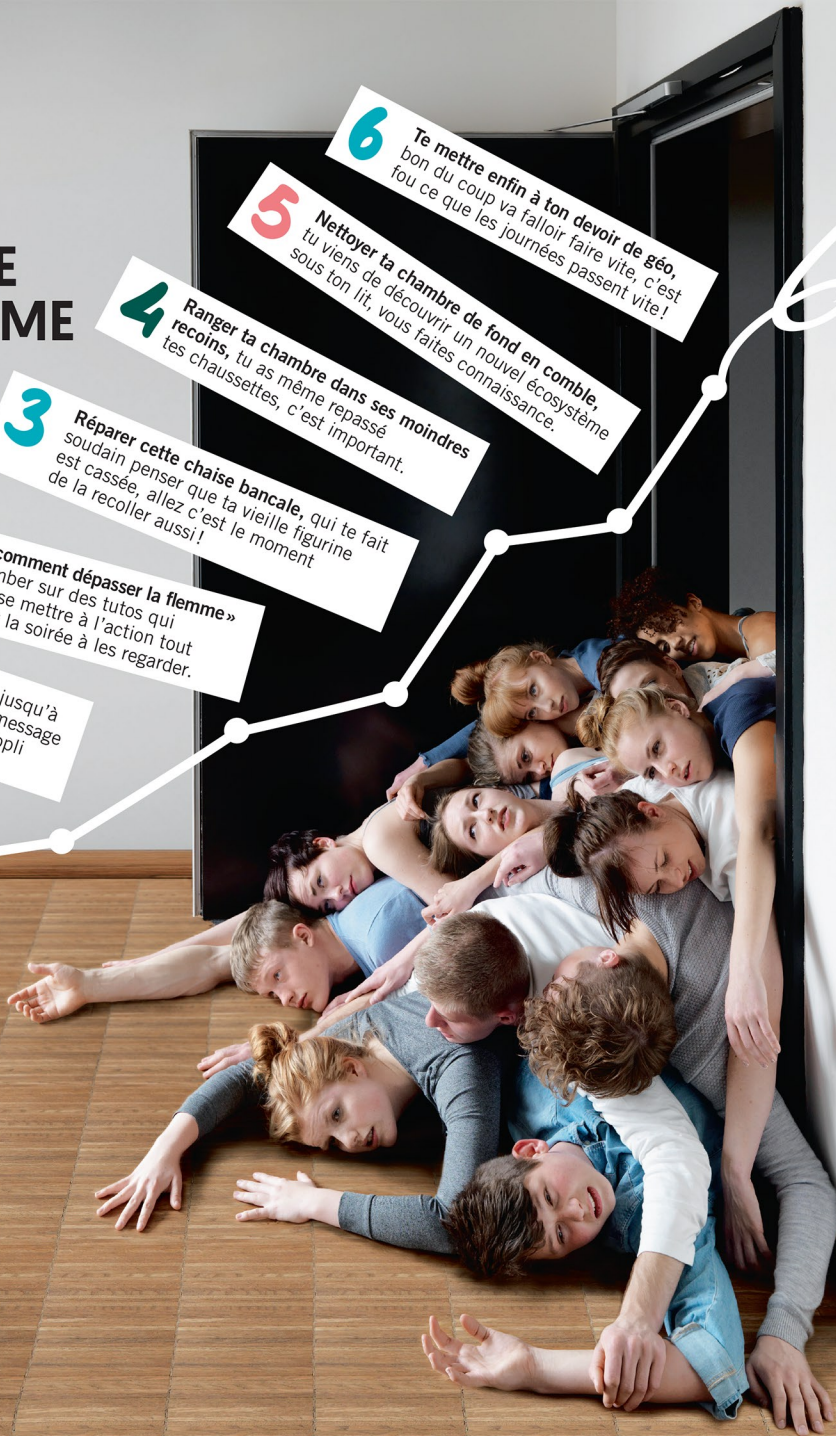 E
ME
6
Te mettre enfin à ton devoir de géo,
bon du coup va falloir faire vite, c'est
fou ce que les journées passent vite !
5
Nettoyer ta chambre de fond en comble,
tu viens de découvrir un nouvel écosystème
sous ton lit, vous faites connaissance.
4
Ranger ta chambre dans ses moindres
recoins, tu as même repassé
tes chaussettes, c'est important.
3
Réparer cette chaise bancale, qui te fait
soudain penser que ta vieille figurine
est cassée, allez c'est le moment
de la recoller aussi !
comment dépasser la flemme »
mber sur des tutos qui
se mettre à l'action tout
la soirée à les regarder.
jusqu'à
message
ppli